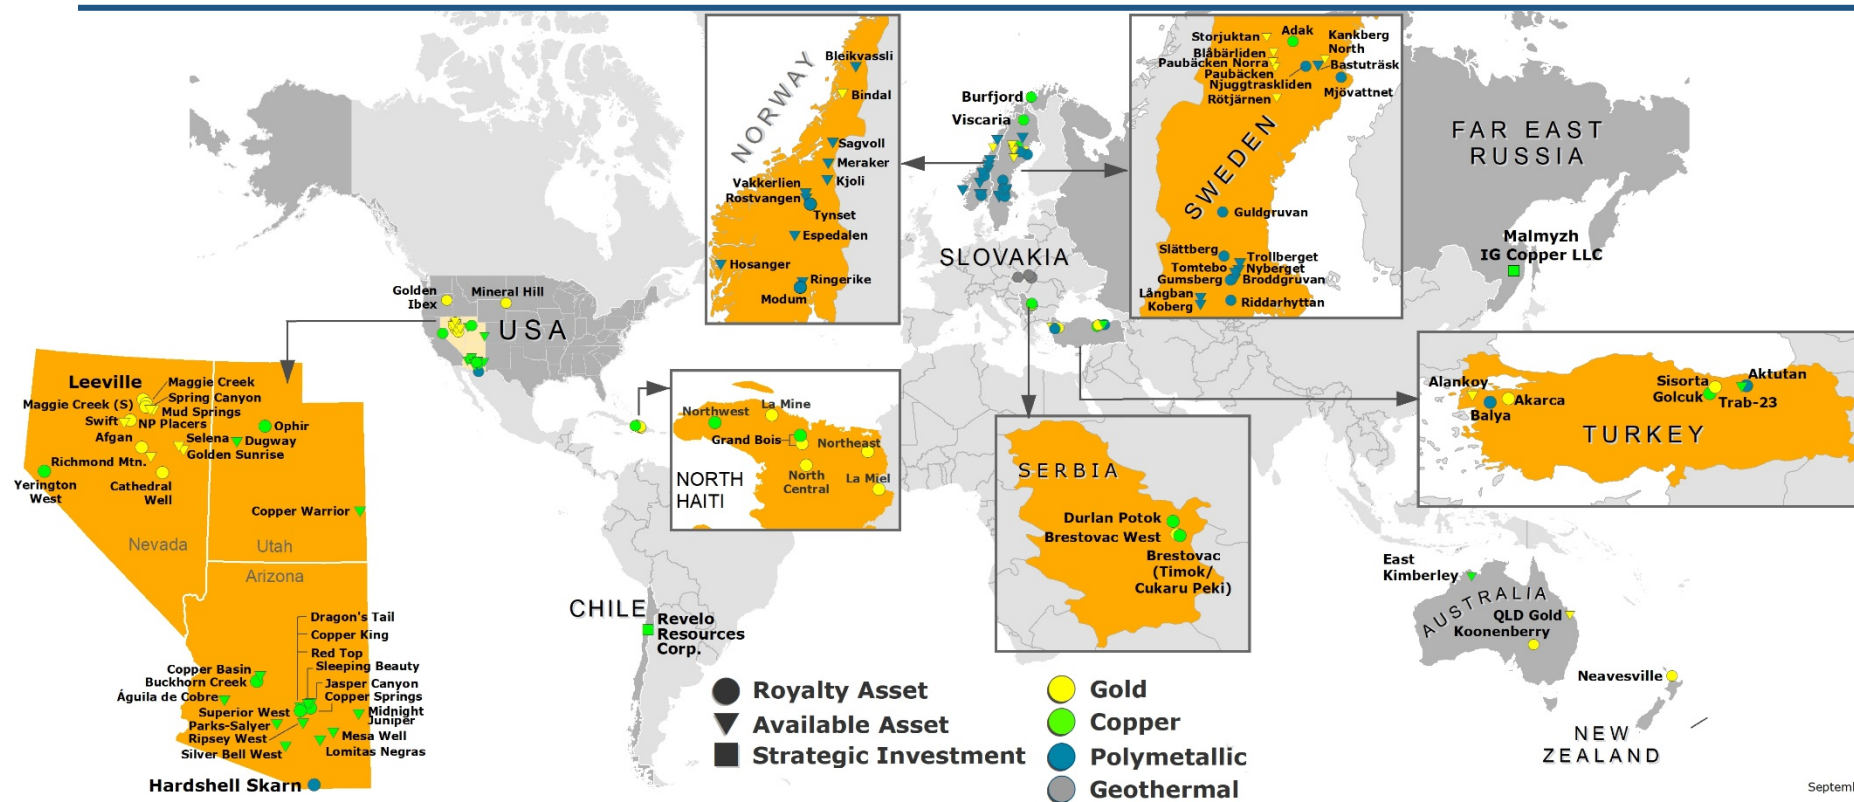 NORWAY
Bleikvassli
Bindal
Sagvoll
Meraker
Kjoli
Vakkerlien
Rostvangen
Tynset
Espedalen
Hosanger
Ringerike
Modum
Burfjord
Viscaria
SWEDEN
Storjuktan
Adak
Kankberg
North
Blåbärliden
Paubäcken Norra
Paubäcken
Bastuträsk
Njuggtraskliden
Mjövattnet
Rötjärnen
Guldgruvan
Slättberg
Trollberget
Tomtebo
Nyberget
Gumsberg
Broddgruvan
Långban
Koberg
Riddarhyttan
FAR EAST
RUSSIA
Malmyzh
IG Copper LLC
SLOVAKIA
Golden
Ibex
Mineral Hill
USA
Leeville
Maggie Creek
Spring Canyon
Maggie Creek (S)
Mud Springs
Swift
NP Placers
Afgan
Selena
Golden Sunrise
Richmond Mtn.
Yerington
West
Cathedral
Well
Ophir
Dugway
Copper Warrior
Nevada
Utah
Arizona
Dragon's Tail
Copper King
Red Top
Sleeping Beauty
Copper Basin
Buckhorn Creek
Jasper Canyon
Águila de Cobre
Copper Springs
Superior West
Midnight
Juniper
Parks-Salyer
Ripsey West
Mesa Well
Silver Bell West
Lomitas Negras
Hardshell Skarn
NORTH
HAITI
Northwest
La Mine
Grand Bois
Northeast
North
Central
La Miel
SERBIA
Durlan Potok
Brestovac West
Brestovac
(Timok/
Cukaru Peki)
TURKEY
Alankoy
Balya
Akarca
Sisorta
Golcuk
Aktutan
Trab-23
CHILE
Revelo
Resources
Corp.
East
Kimberley
AUSTRALIA
QLD Gold
Koonenberry
Neavesville
NEW
ZEALAND
Royalty Asset
Available Asset
Strategic Investment
Gold
Copper
Polymetallic
Geothermal